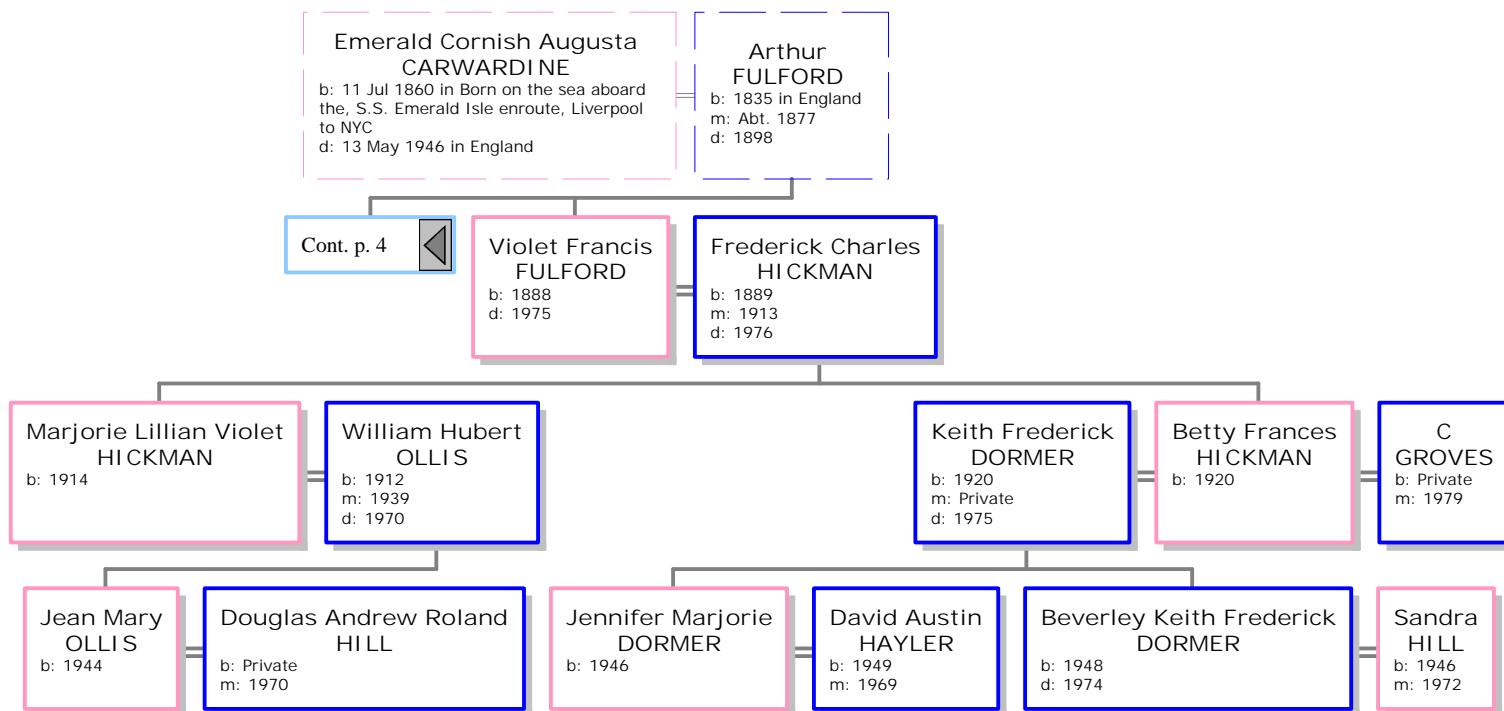 Emerald Cornish Augusta
CARWARDINE
b: 11 Jul 1860 in Born on the sea aboard
the, S.S. Emerald Isle enroute, Liverpool
to NYC
d: 13 May 1946 in England
Arthur
FULFORD
b: 1835 in England
m: Abt. 1877
d: 1898
Cont. p. 4
Violet Francis
FULFORD
b: 1888
d: 1975
Frederick Charles
HICKMAN
b: 1889
m: 1913
d: 1976
Marjorie Lillian Violet
HICKMAN
b: 1914
William Hubert
OLLIS
b: 1912
m: 1939
d: 1970
Keith Frederick
DORMER
b: 1920
m: Private
d: 1975
Betty Frances
HICKMAN
b: 1920
C
GROVES
b: Private
m: 1979
Jean Mary
OLLIS
b: 1944
Douglas Andrew Roland
HILL
b: Private
m: 1970
Jennifer Marjorie
DORMER
b: 1946
David Austin
HAYLER
b: 1949
m: 1969
Beverley Keith Frederick
DORMER
b: 1948
d: 1974
Sandra
HILL
b: 1946
m: 1972